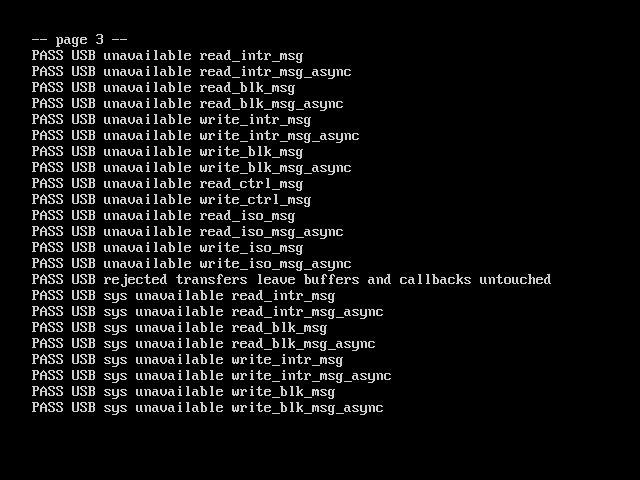 -- page 3 --
PASS USB unavailable read_intr_msg
PASS USB unavailable read_intr_msg_async
PASS USB unavailable read_blk_msg
PASS USB unavailable read_blk_msg_async
PASS USB unavailable write_intr_msg
PASS USB unavailable write_intr_msg_async
PASS USB unavailable write_blk_msg
PASS USB unavailable write_blk_msg_async
PASS USB unavailable read_ctrl_msg
PASS USB unavailable write_ctrl_msg
PASS USB unavailable read_iso_msg
PASS USB unavailable read_iso_msg_async
PASS USB unavailable write_iso_msg
PASS USB unavailable write_iso_msg_async
PASS USB rejected transfers leave buffers and callbacks untouched
PASS USB sys unavailable read_intr_msg
PASS USB sys unavailable read_intr_msg_async
PASS USB sys unavailable read_blk_msg
PASS USB sys unavailable read_blk_msg_async
PASS USB sys unavailable write_intr_msg
PASS USB sys unavailable write_intr_msg_async
PASS USB sys unavailable write_blk_msg
PASS USB sys unavailable write_blk_msg_async